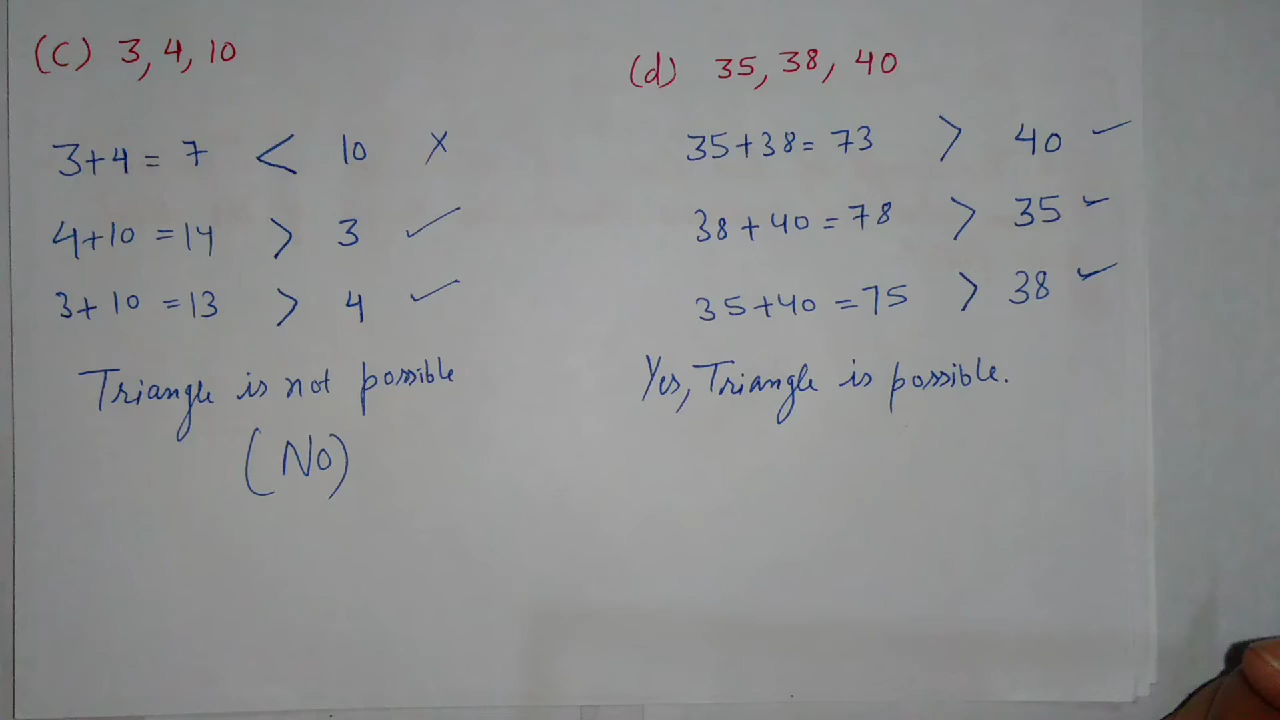 (C) 3, 4, 10
3+4 = 7 < 10 ×
4+10 = 14 > 3 ✓
3+10 = 13 > 4 ✓
Triangle is not possible
(No)
(d) 35, 38, 40
35+38 = 73 > 40 ✓
38+40 = 78 > 35 ✓
35+40 = 75 > 38 ✓
Yes, Triangle is possible.